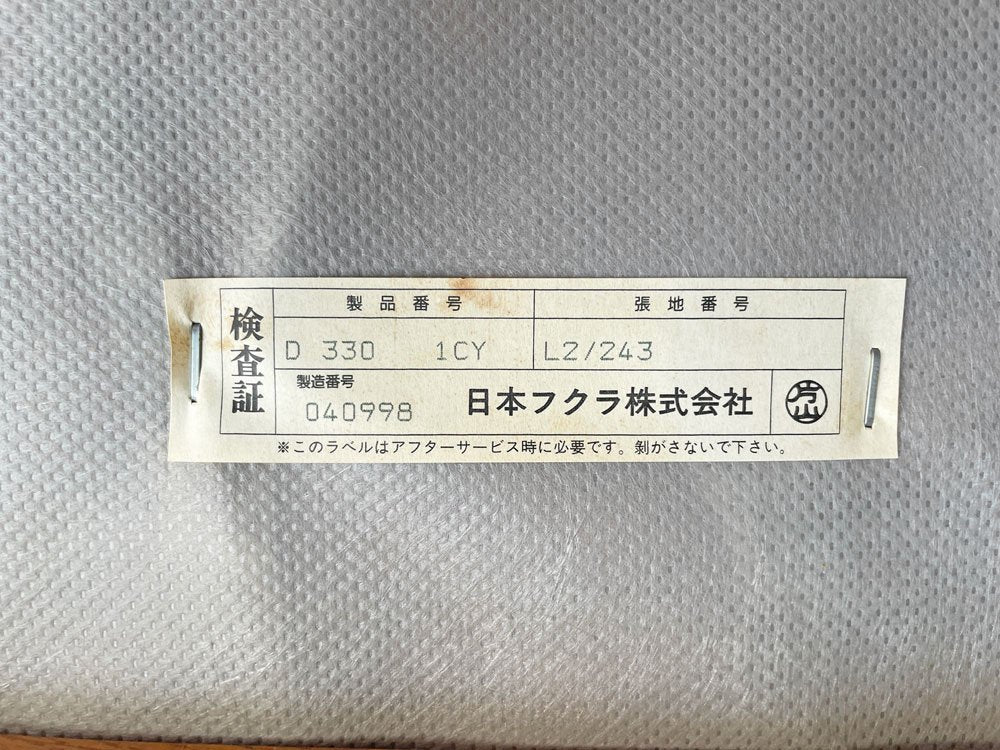 検査証
製品番号 張地番号
D 330 1CY L2/243
製造番号
040998 日本フクラ株式会社 片山
※このラベルはアフターサービス時に必要です。剝がさないで下さい。